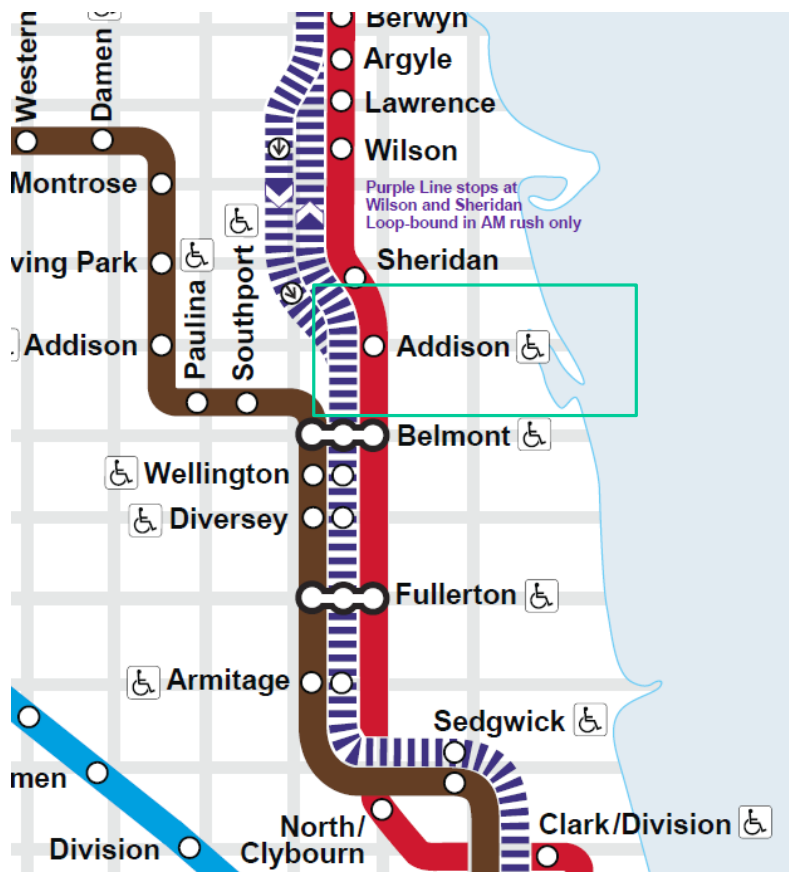 Western
Damen
Berwyn
Argyle
Lawrence
Wilson
Purple Line stops at
Wilson and Sheridan
Loop-bound in AM rush only
Montrose
ving Park
Paulina
Southport
Sheridan
Addison
Addison
Belmont
Wellington
Diversey
Fullerton
Armitage
Sedgwick
men
North/
Clybourn
Clark/Division
Division